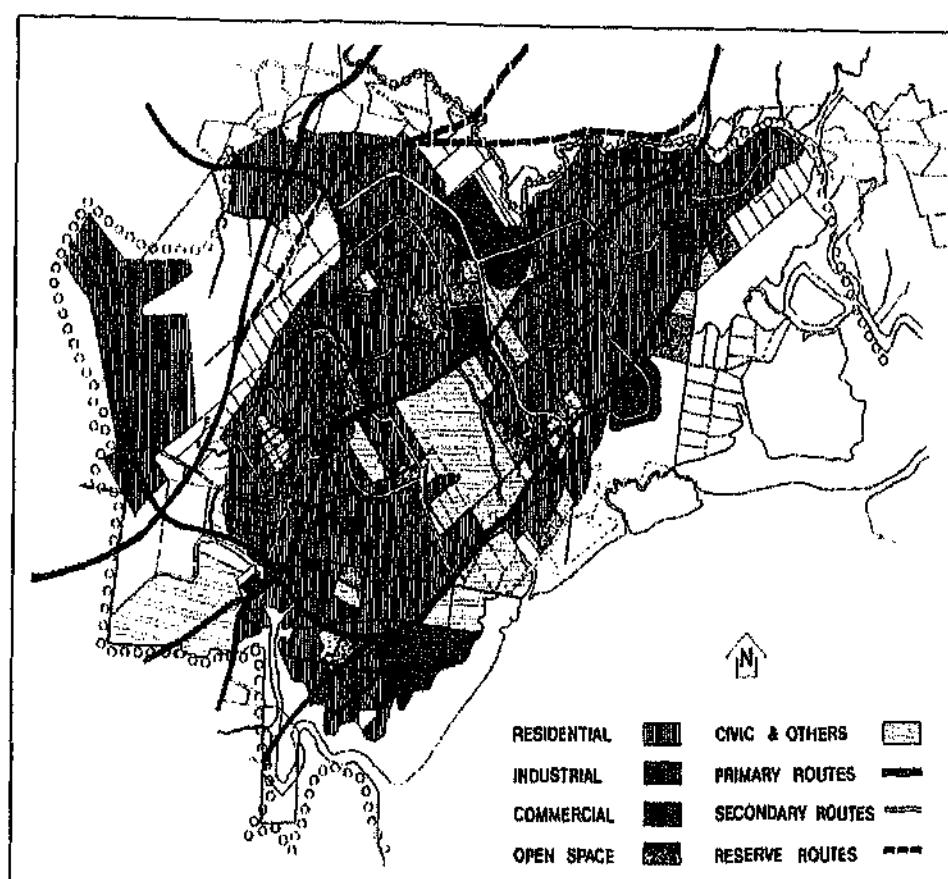 N
RESIDENTIAL
CIVIC & OTHERS
INDUSTRIAL
PRIMARY ROUTES
COMMERCIAL
SECONDARY ROUTES
OPEN SPACE
RESERVE ROUTES